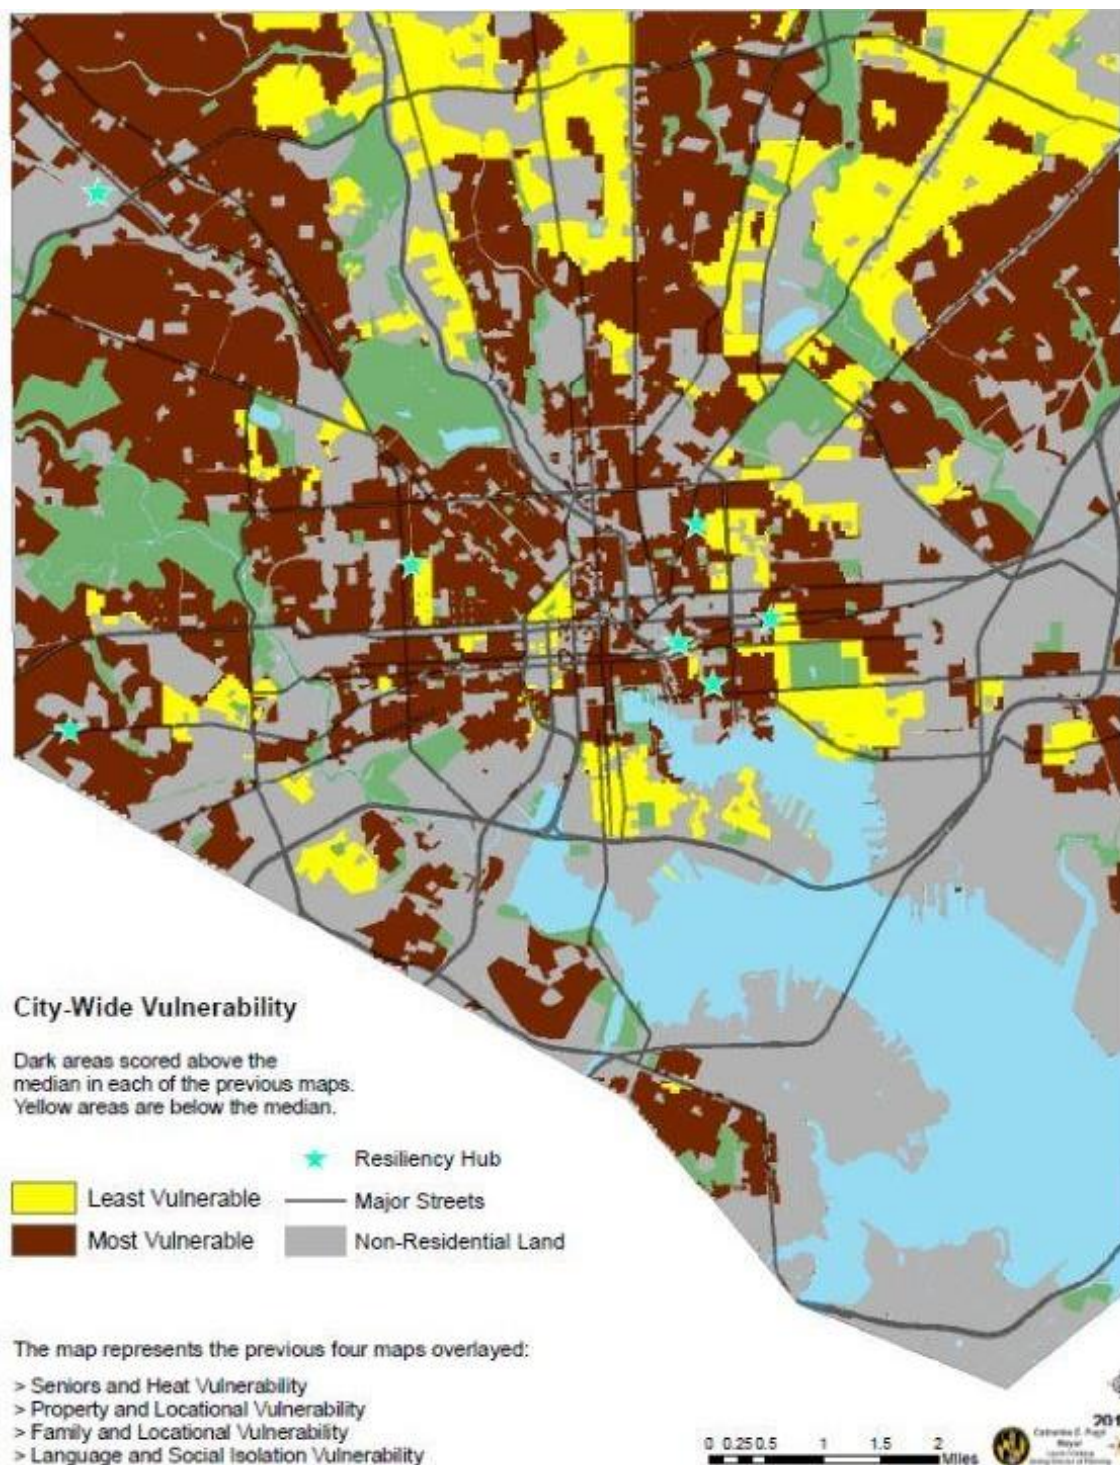 City-Wide Vulnerability
Dark areas scored above the
median in each of the previous maps.
Yellow areas are below the median.
Resiliency Hub
Least Vulnerable
Major Streets
Most Vulnerable
Non-Residential Land
The map represents the previous four maps overlayed:
> Seniors and Heat Vulnerability
> Property and Locational Vulnerability
> Family and Locational Vulnerability
> Language and Social Isolation Vulnerability
0 0.25 0.5 1 1.5 2
Miles
201
Catherine E. Pugh
Mayor